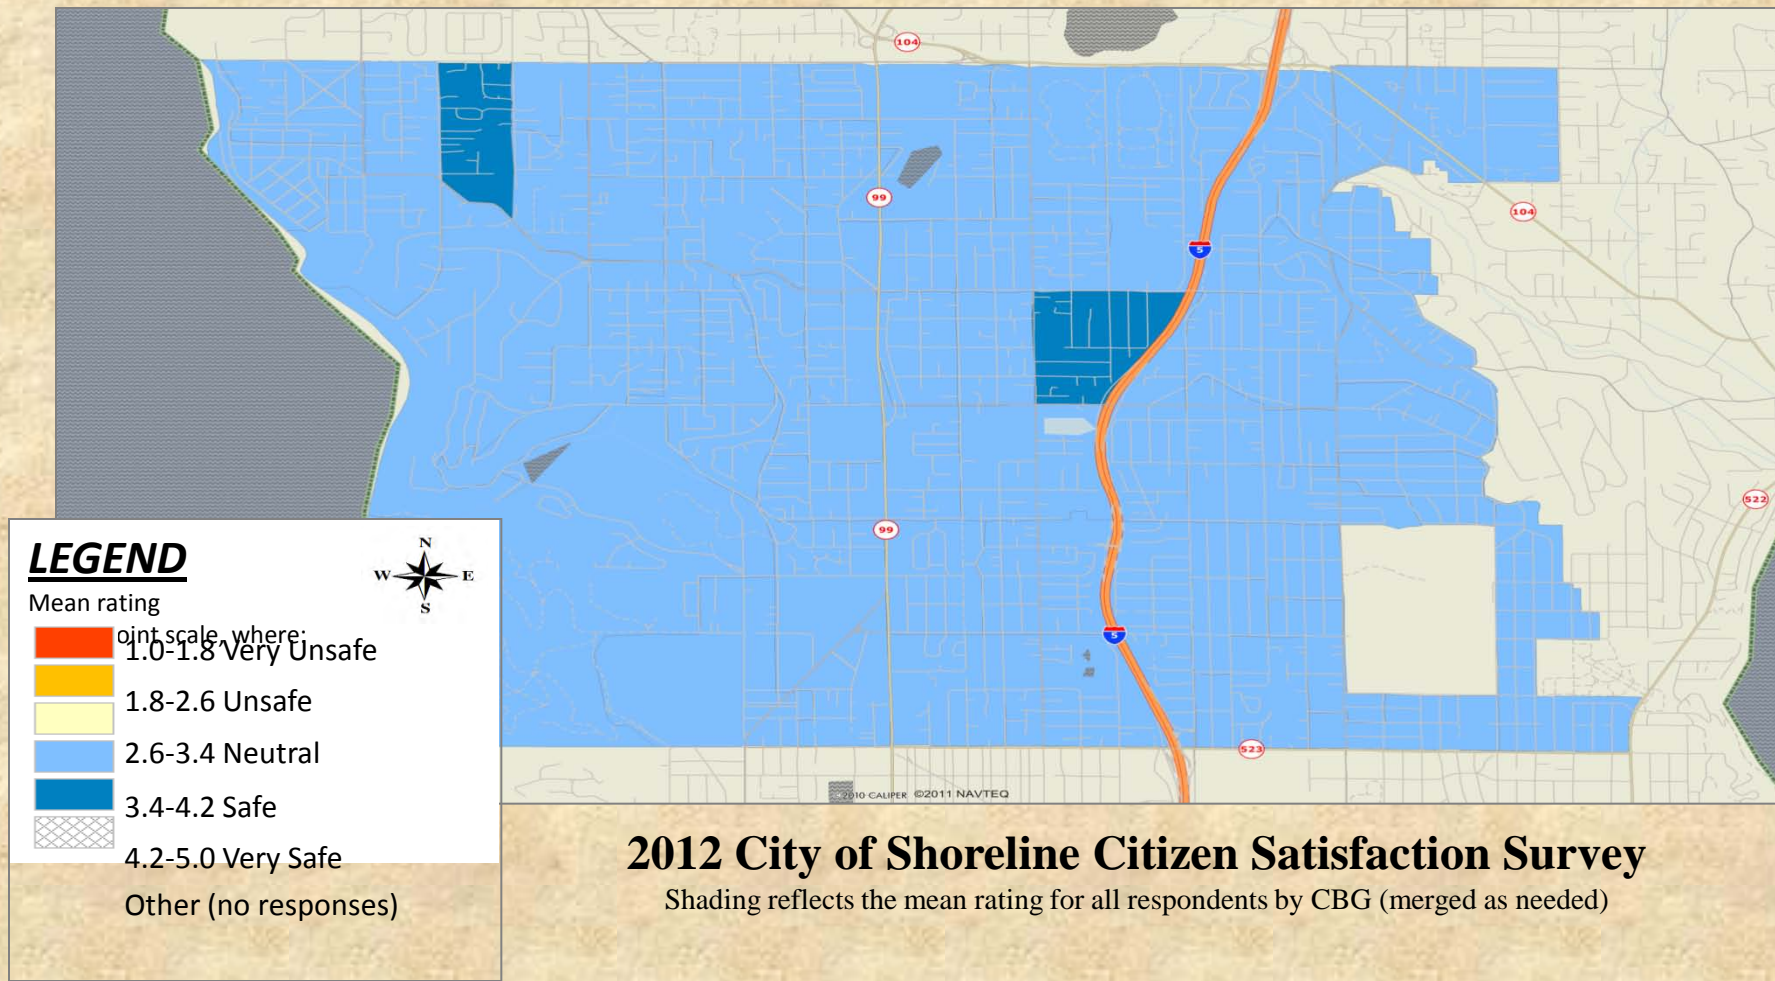 104
99
5
104
522
99
5
523
2010 CALIPER ©2011 NAVTEQ
LEGEND
N
W E
S
Mean rating
oint scale, where:
1.0-1.8 Very Unsafe
1.8-2.6 Unsafe
2.6-3.4 Neutral
3.4-4.2 Safe
4.2-5.0 Very Safe
Other (no responses)
2012 City of Shoreline Citizen Satisfaction Survey
Shading reflects the mean rating for all respondents by CBG (merged as needed)